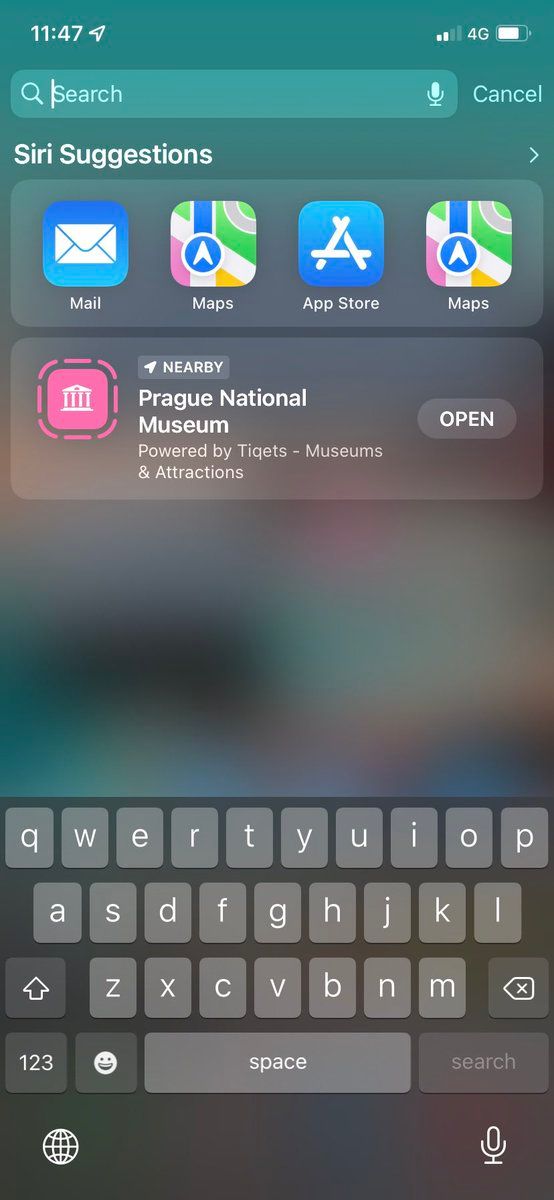 11:47 4G
Search Cancel
Siri Suggestions
Mail Maps App Store Maps
NEARBY
Prague National
Museum
OPEN
Powered by Tiqets - Museums
& Attractions
q w e r t y u i o p
a s d f g h j k l
z x c v b n m
123 space search